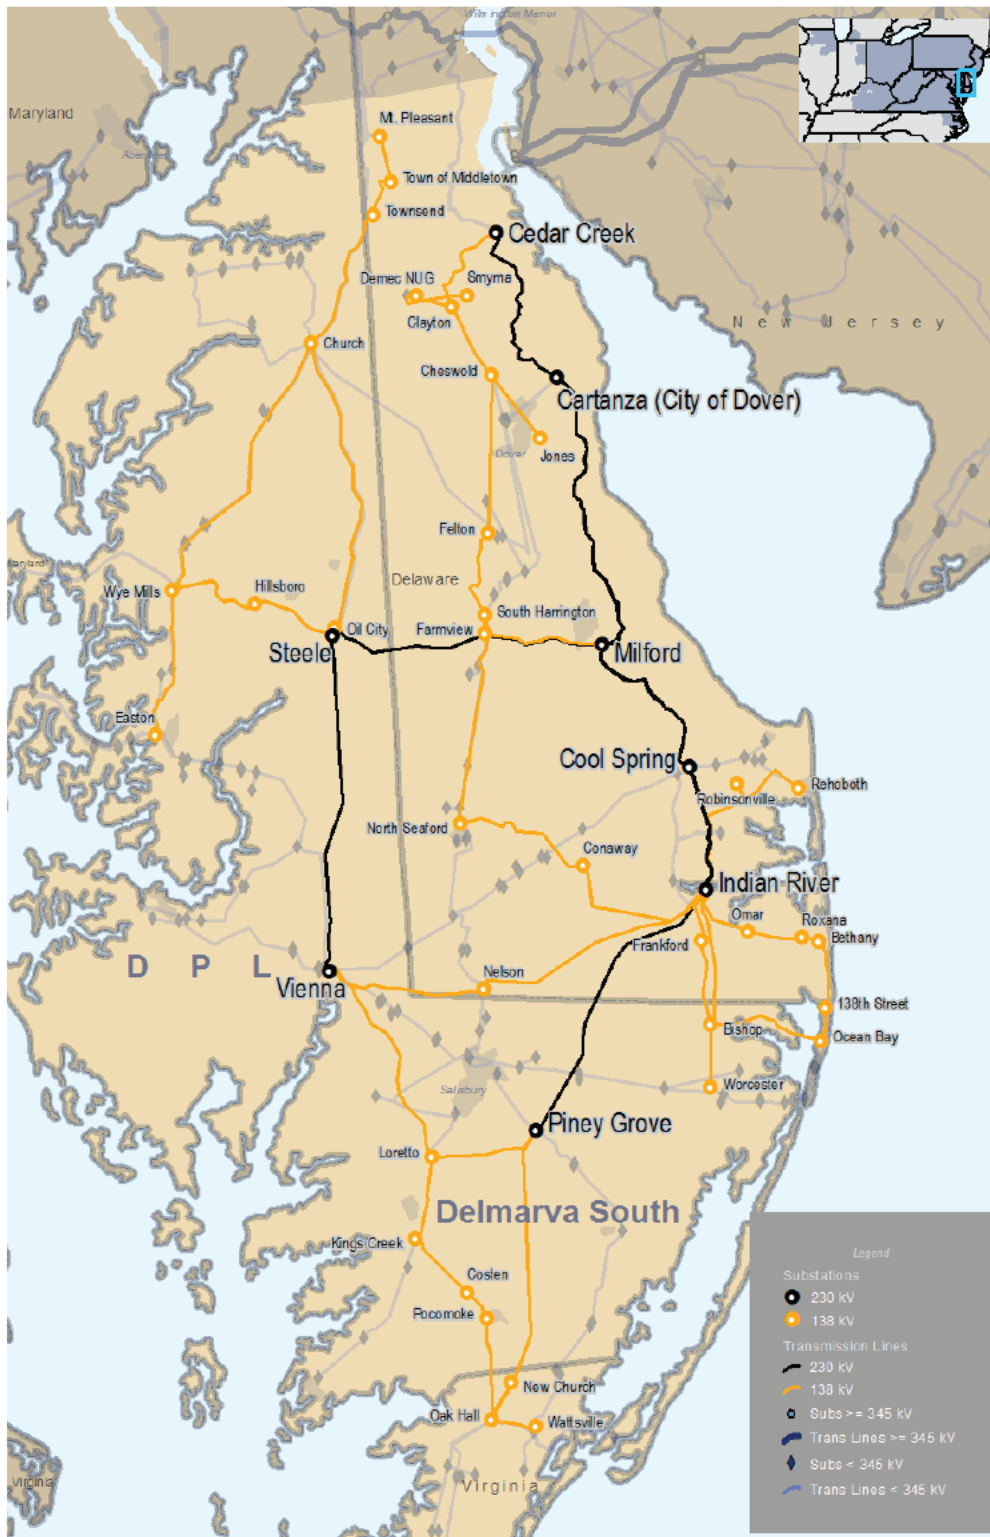 Wilmington Manor
Maryland
Mt. Pleasant
Town of Middletown
Townsend
Cedar Creek
Demec NUG
Smyrna
Clayton
New Jersey
Church
Cheswold
Cartanza (City of Dover)
Dover
Jones
Felton
Delaware
Wye Mills
Hillsboro
South Harrington
Oil City
Farmview
Steele
Milford
Easton
Cool Spring
Rehoboth
Robinsonville
North Seaford
Conaway
Indian River
Omar
Roxana
Frankford
Bethany
D P L
Nelson
Vienna
138th Street
Bishop
Ocean Bay
Salisbury
Worcester
Piney Grove
Loretto
Delmarva South
Kings Creek
Costen
Pocomoke
New Church
Oak Hall
Wattsville
Virginia
Virginia
Legend
Substations
230 kV
138 kV
Transmission Lines
230 kV
138 kV
Subs >= 345 kV
Trans Lines >= 345 kV
Subs < 345 kV
Trans Lines < 345 kV